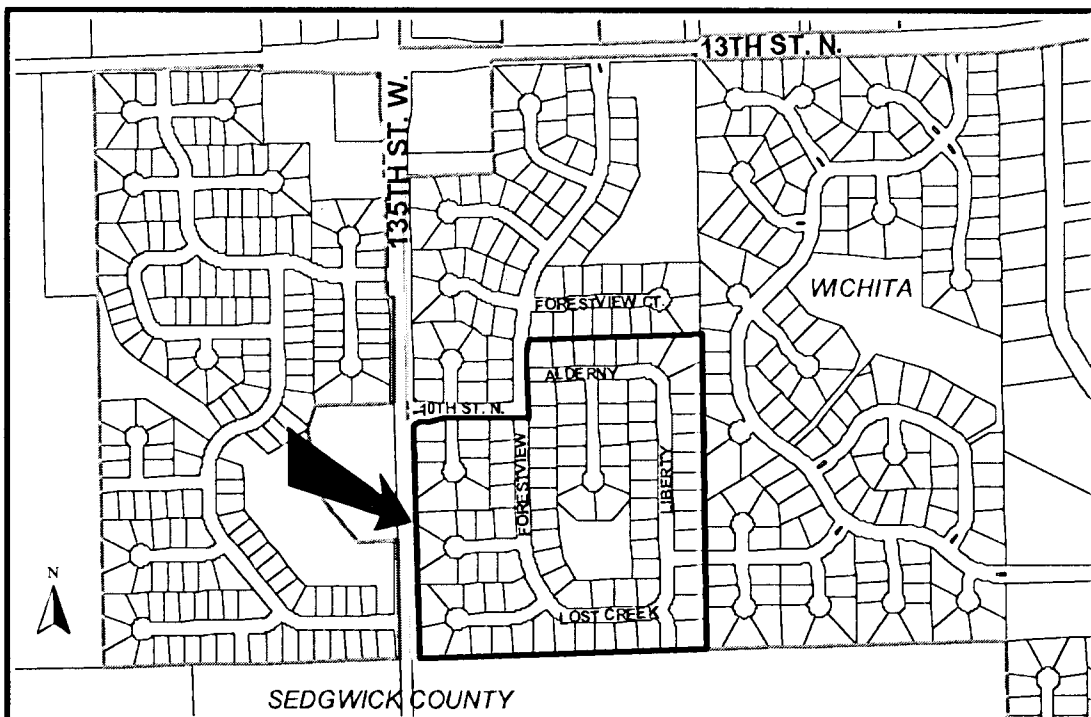 13TH ST. N.
135TH ST. W.
WICHITA
FORESTVIEW CT.
ALDERNY
10TH ST. N.
FORESTVIEW
LIBERTY
LOST CREEK
N
SEDGWICK COUNTY